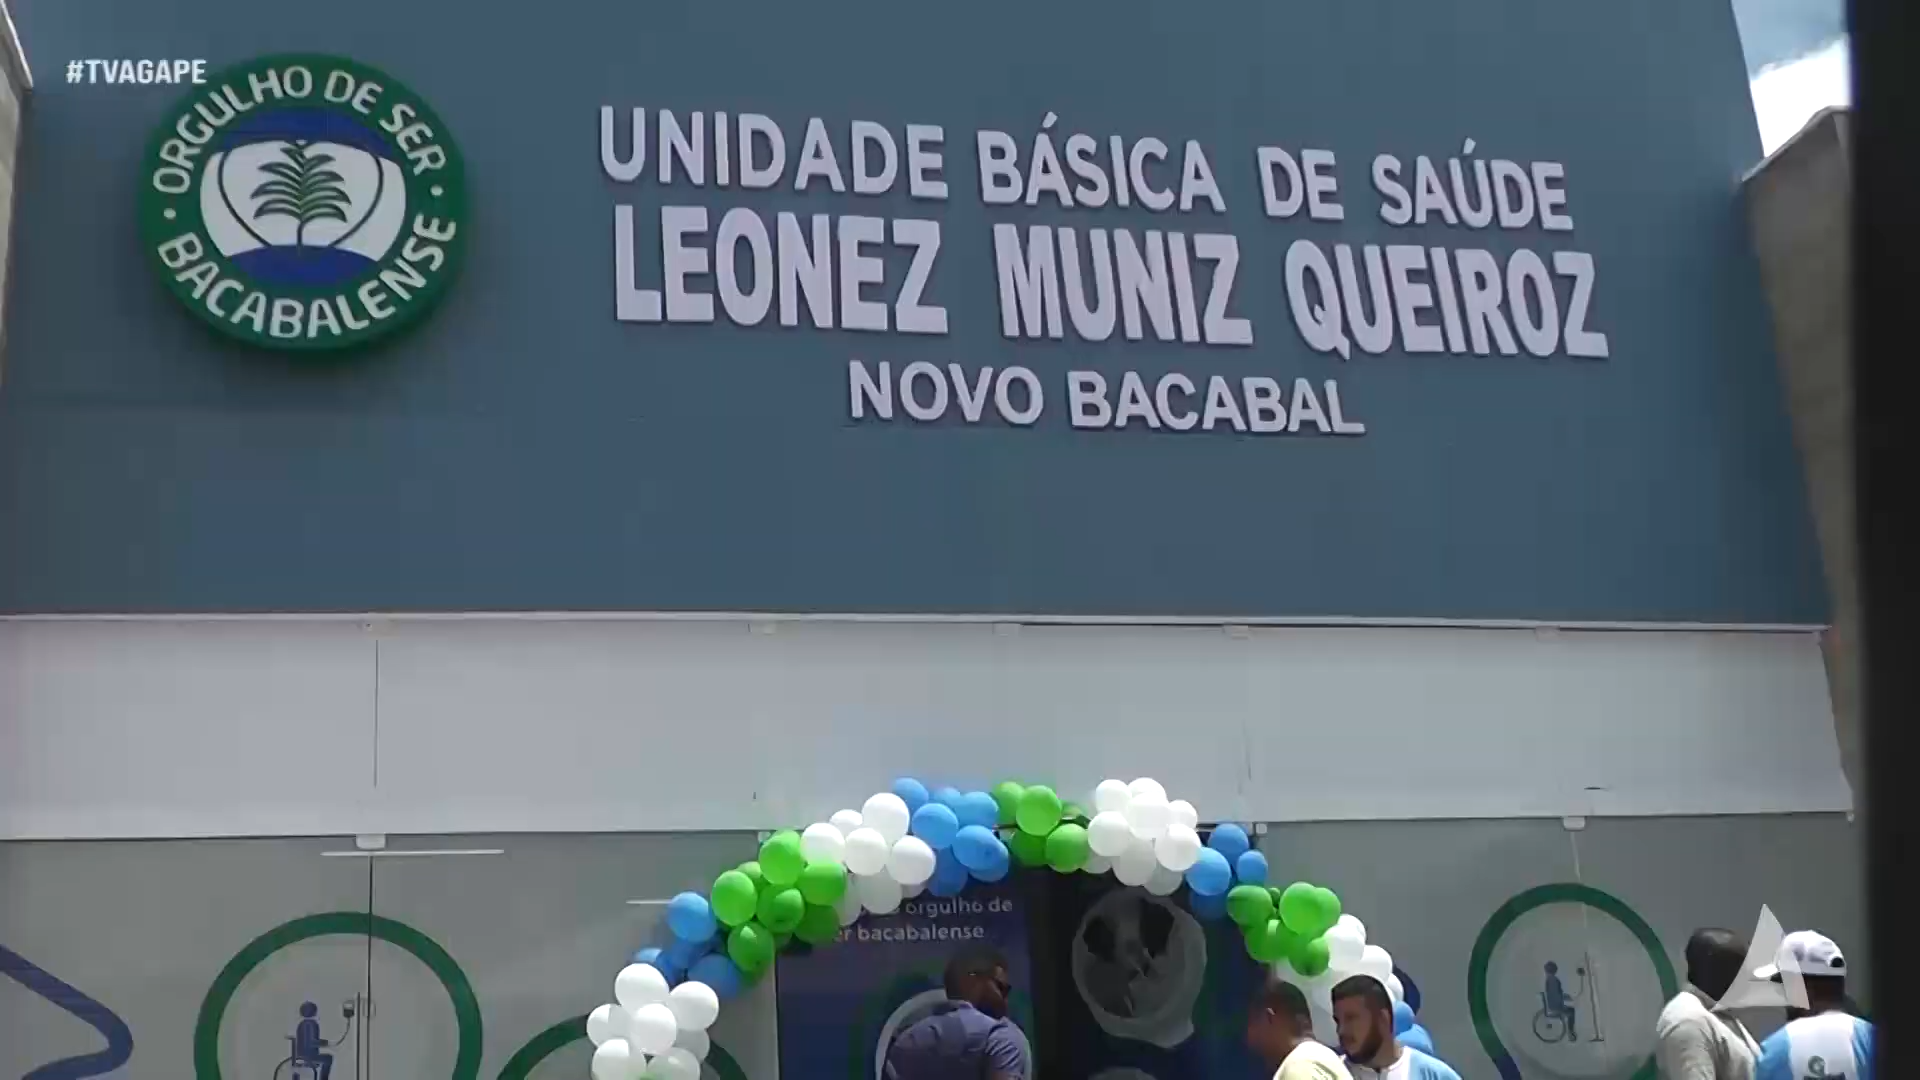 #TVAGAPE
ORGULHO DE SER
BACABALENSE
UNIDADE BÁSICA DE SAÚDE
LEONEZ MUNIZ QUEIROZ
NOVO BACABAL
orgulho de
bacabalense